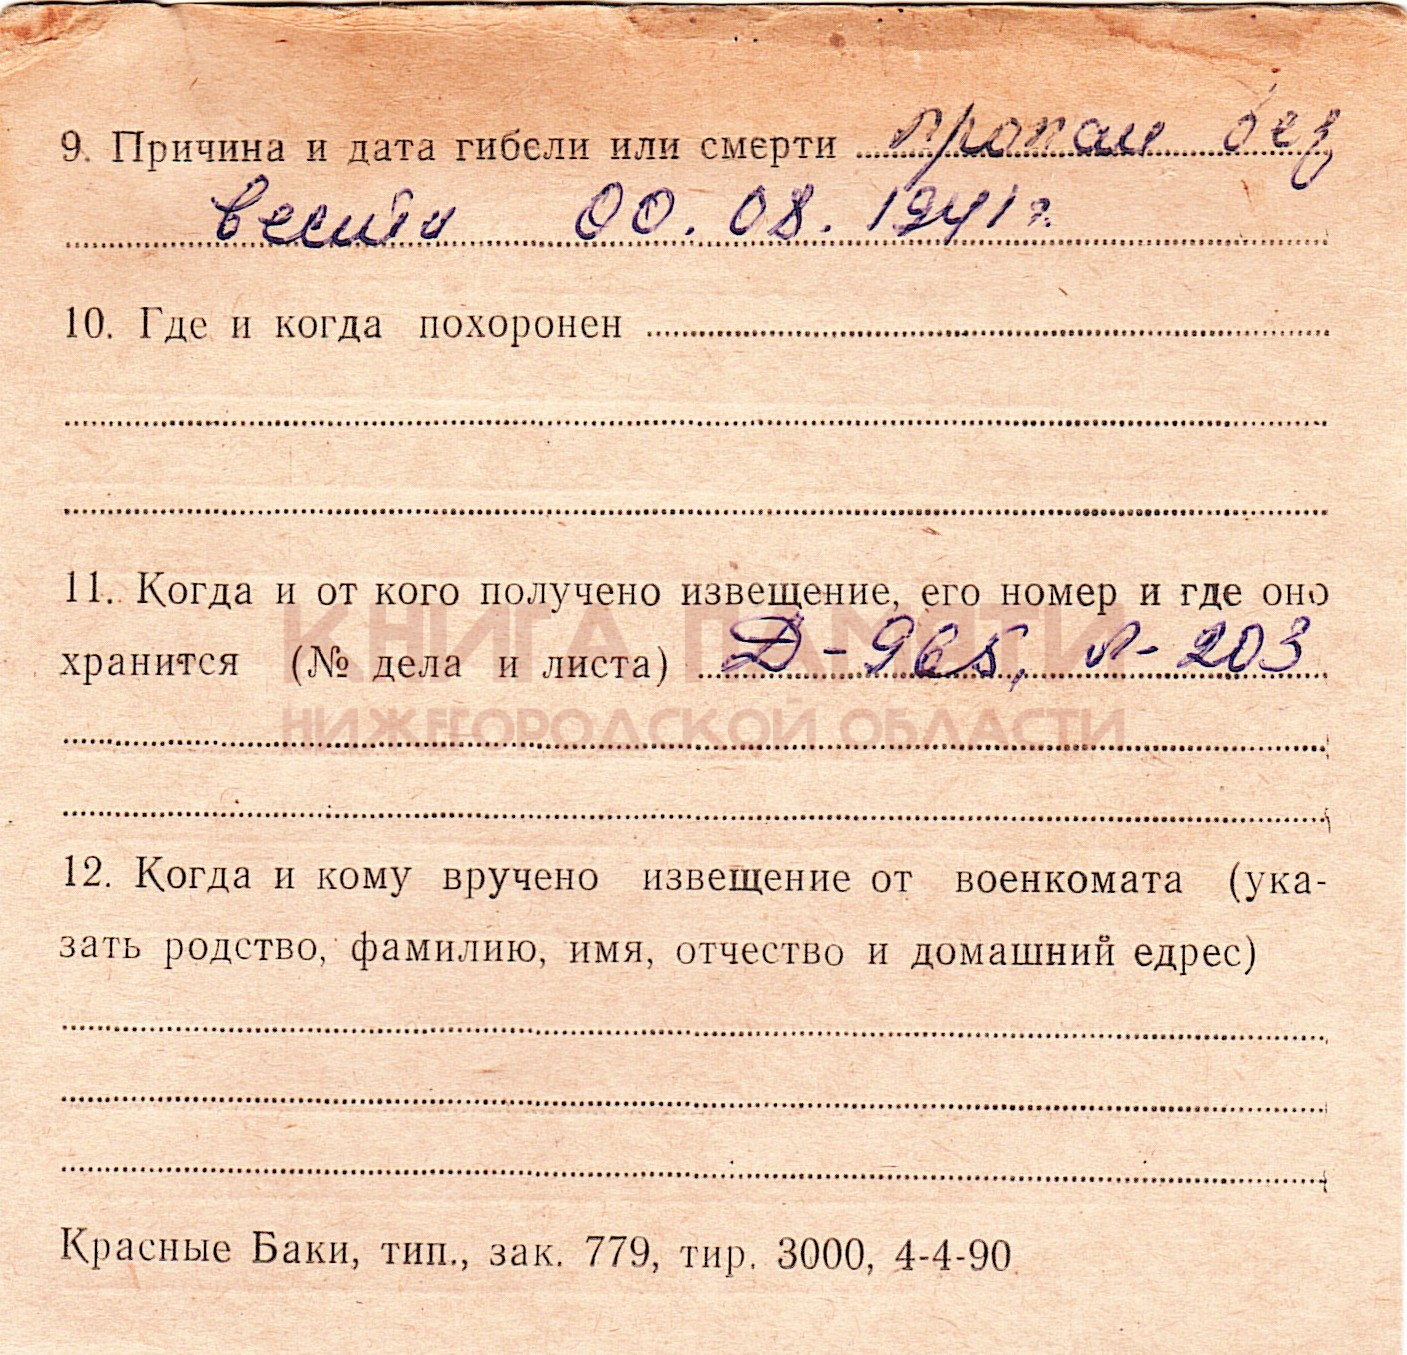 9. Причина и дата гибели или смерти пропал без
вести 00.08.1941г.
10. Где и когда похоронен
11. Когда и от кого получено извещение, его номер и где оно
КНИГА ПАМЯТИ
хранится (№ дела и листа) Д-965, л-203
НИЖЕГОРОДСКОЙ ОБЛАСТИ
12. Когда и кому вручено извещение от военкомата (ука-
зать родство, фамилию, имя, отчество и домашний едрес)
Красные Баки, тип., зак. 779, тир. 3000, 4-4-90